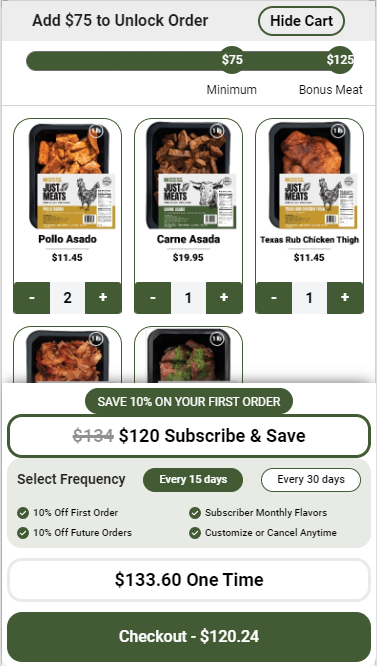 Add $75 to Unlock Order
Hide Cart
$75
$125
Minimum
Bonus Meat
1 lb
JUST
MEATS
POLLO ASADO
Pollo Asado
$11.45
- 2 +
1 lb
JUST
MEATS
CARNE ASADA
Carne Asada
$19.95
- 1 +
1 lb
JUST
MEATS
TEXAS RUB CHICKEN THIGH
Texas Rub Chicken Thigh
$11.45
- 1 +
1 lb
1 lb
SAVE 10% ON YOUR FIRST ORDER
$134 $120 Subscribe & Save
Select Frequency
Every 15 days
Every 30 days
10% Off First Order
Subscriber Monthly Flavors
10% Off Future Orders
Customize or Cancel Anytime
$133.60 One Time
Checkout - $120.24